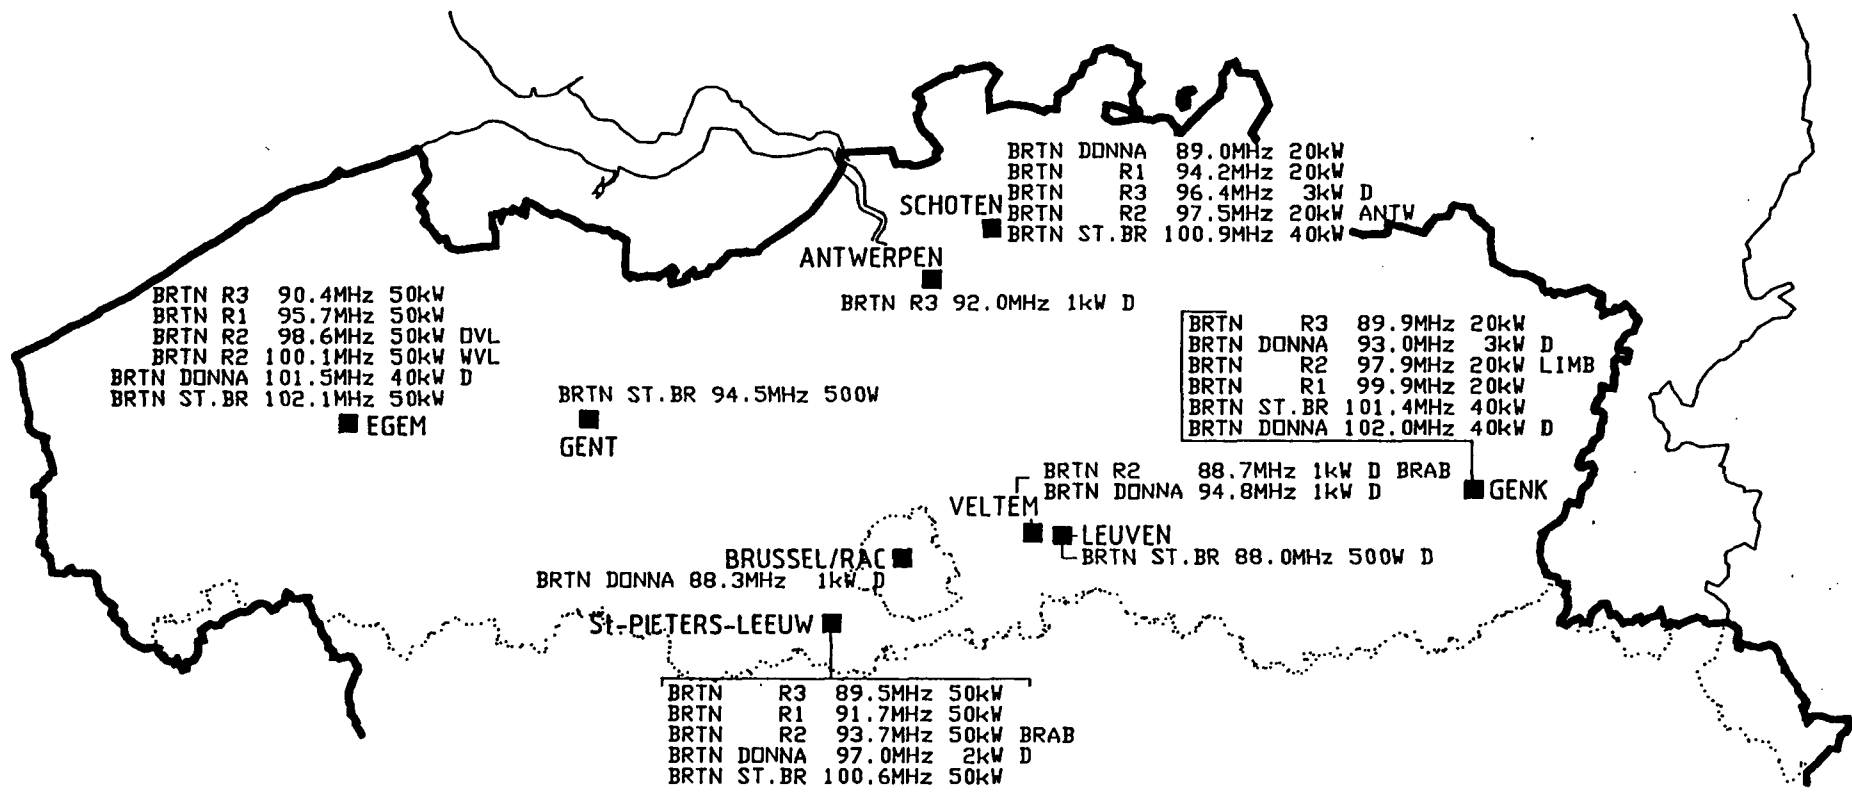 BRTN DONNA 89.0MHz 20kW
BRTN R1 94.2MHz 20kW
BRTN R3 96.4MHz 3kW D
BRTN R2 97.5MHz 20kW ANTW
BRTN ST.BR 100.9MHz 40kW
SCHOTEN
ANTWERPEN
BRTN R3 92.0MHz 1kW D
BRTN R3 90.4MHz 50kW
BRTN R1 95.7MHz 50kW
BRTN R2 98.6MHz 50kW OVL
BRTN R2 100.1MHz 50kW WVL
BRTN DONNA 101.5MHz 40kW D
BRTN ST.BR 102.1MHz 50kW
EGEM
BRTN ST.BR 94.5MHz 500W
GENT
BRTN R3 89.9MHz 20kW
BRTN DONNA 93.0MHz 3kW D
BRTN R2 97.9MHz 20kW LIMB
BRTN R1 99.9MHz 20kW
BRTN ST.BR 101.4MHz 40kW
BRTN DONNA 102.0MHz 40kW D
GENK
BRTN R2 88.7MHz 1kW D BRAB
BRTN DONNA 94.8MHz 1kW D
VELTEM
LEUVEN
BRTN ST.BR 88.0MHz 500W D
BRUSSEL/RAC
BRTN DONNA 88.3MHz 1kW D
St-PIETERS-LEEUW
BRTN R3 89.5MHz 50kW
BRTN R1 91.7MHz 50kW
BRTN R2 93.7MHz 50kW BRAB
BRTN DONNA 97.0MHz 2kW D
BRTN ST.BR 100.6MHz 50kW